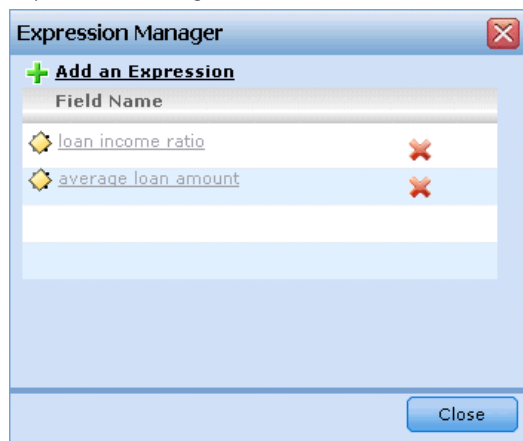 Expression Manager
Add an Expression
Field Name
loan income ratio
average loan amount
Close